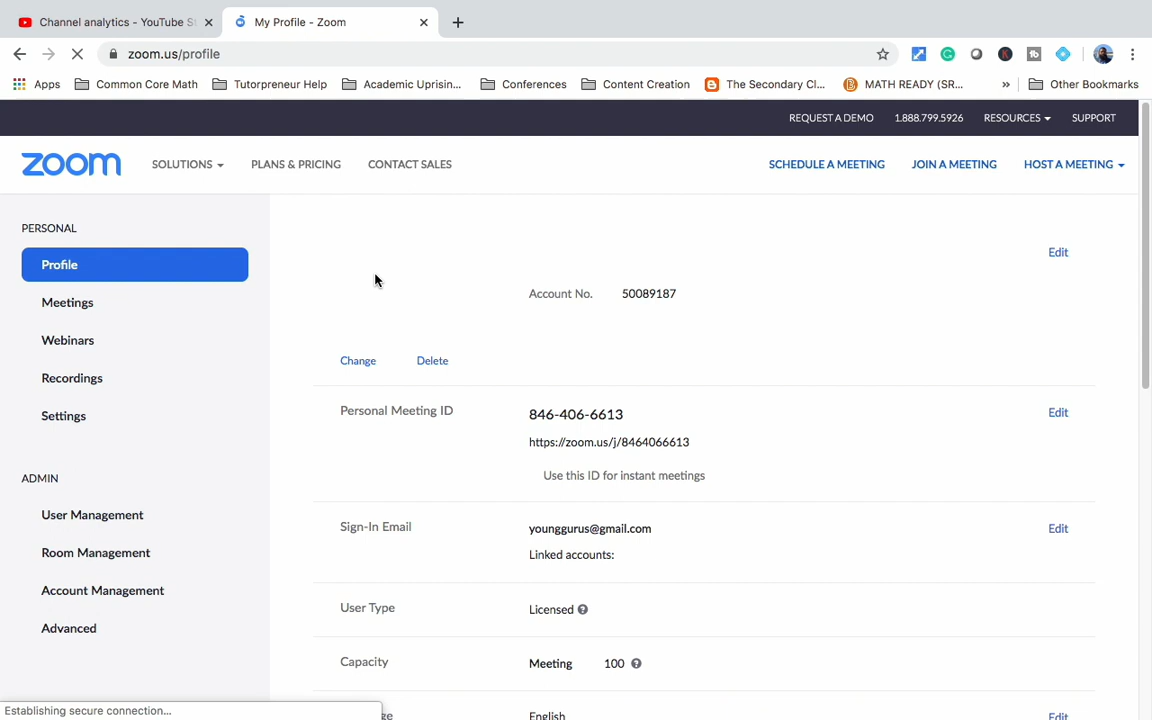 Channel analytics - YouTube St
My Profile - Zoom
zoom.us/profile
Apps
Common Core Math
Tutorpreneur Help
Academic Uprisin...
Conferences
Content Creation
The Secondary Cl...
MATH READY (SR...
»
Other Bookmarks
REQUEST A DEMO
1.888.799.5926
RESOURCES
SUPPORT
zoom
SOLUTIONS
PLANS & PRICING
CONTACT SALES
SCHEDULE A MEETING
JOIN A MEETING
HOST A MEETING
PERSONAL
Profile
Meetings
Webinars
Recordings
Settings
ADMIN
User Management
Room Management
Account Management
Advanced
Edit
Account No. 50089187
Change Delete
Personal Meeting ID 846-406-6613 Edit
https://zoom.us/j/8464066613
Use this ID for instant meetings
Sign-In Email younggurus@gmail.com Edit
Linked accounts:
User Type Licensed
Capacity Meeting 100
ge English Edit
Establishing secure connection...